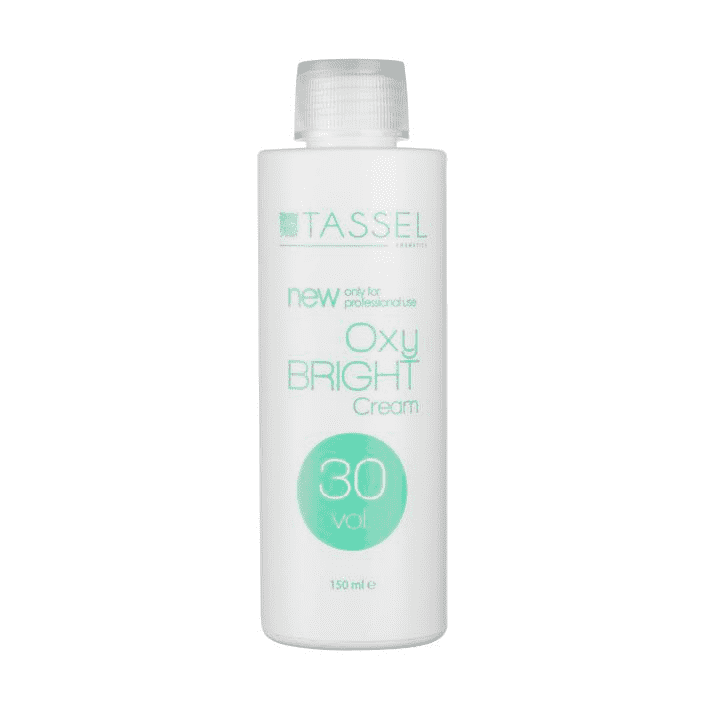 TASSEL
COSMETICS
new only for
professional use
Oxy
BRIGHT
Cream
30
vol
150 ml e